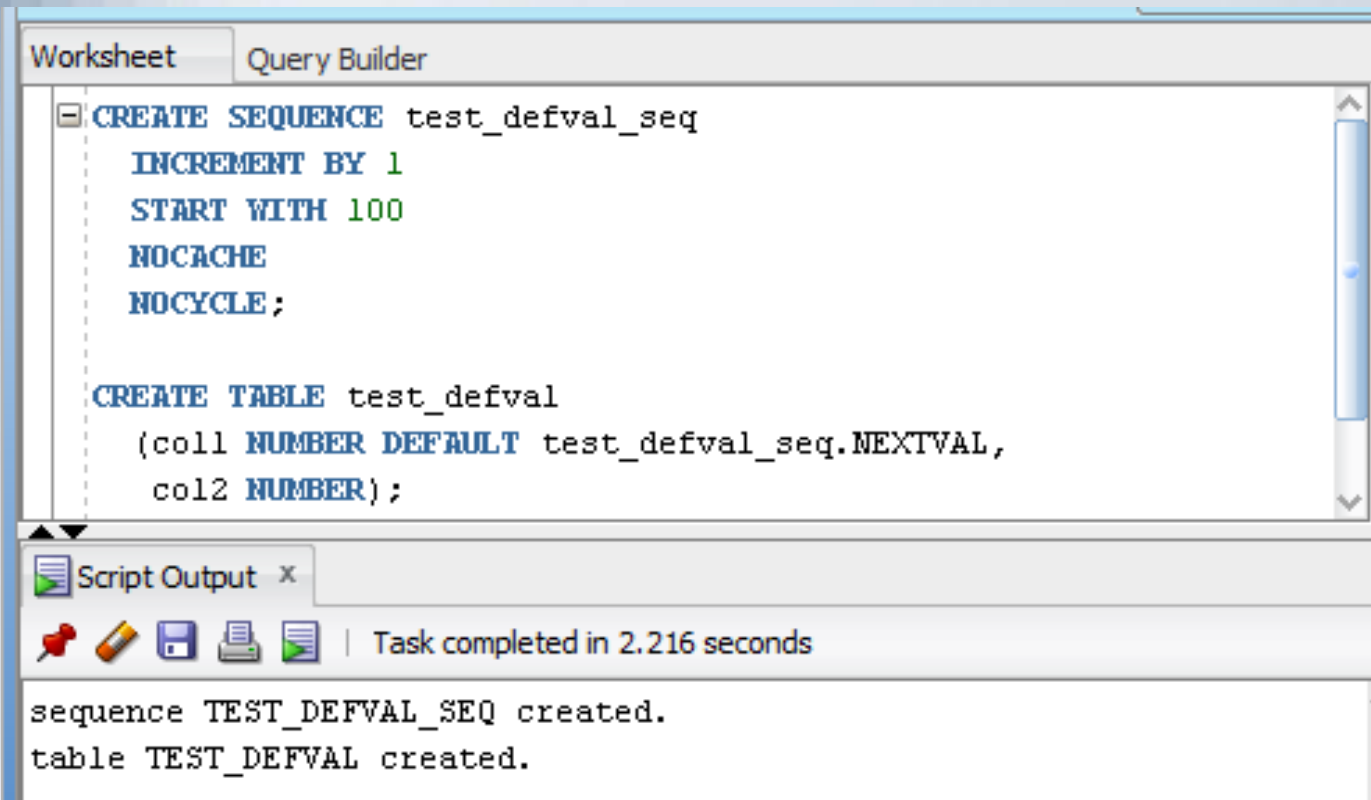 Worksheet
Query Builder
CREATE SEQUENCE test_defval_seq
INCREMENT BY 1
START WITH 100
NOCACHE
NOCYCLE;
CREATE TABLE test_defval
(col1 NUMBER DEFAULT test_defval_seq.NEXTVAL,
col2 NUMBER);
Script Output x
Task completed in 2.216 seconds
sequence TEST_DEFVAL_SEQ created.
table TEST_DEFVAL created.